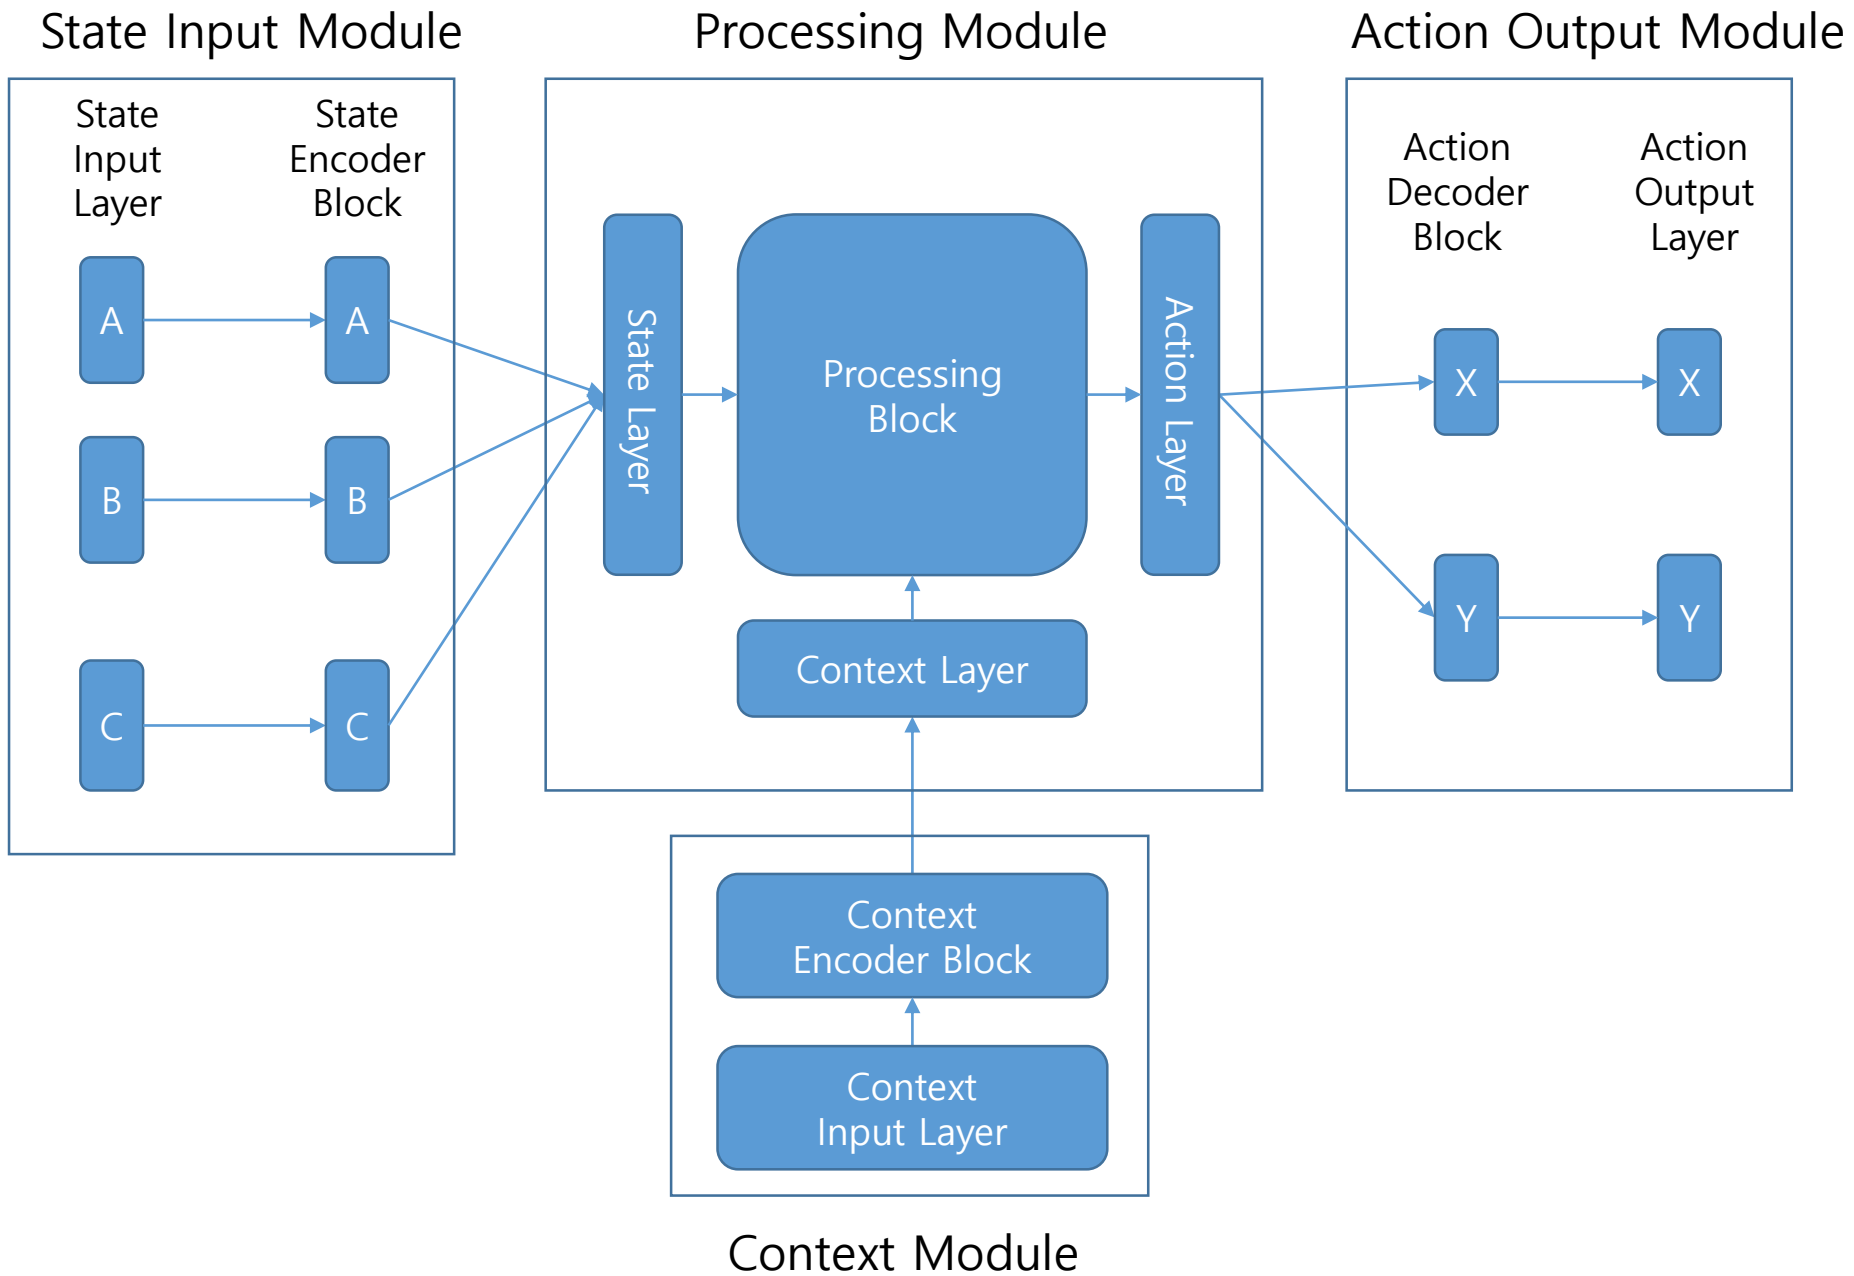 State Input Module
State
Input
Layer
State
Encoder
Block
A
A
B
B
C
C
Processing Module
State Layer
Processing
Block
Action Layer
Context Layer
Action Output Module
Action
Decoder
Block
Action
Output
Layer
X
X
Y
Y
Context
Encoder Block
Context
Input Layer
Context Module